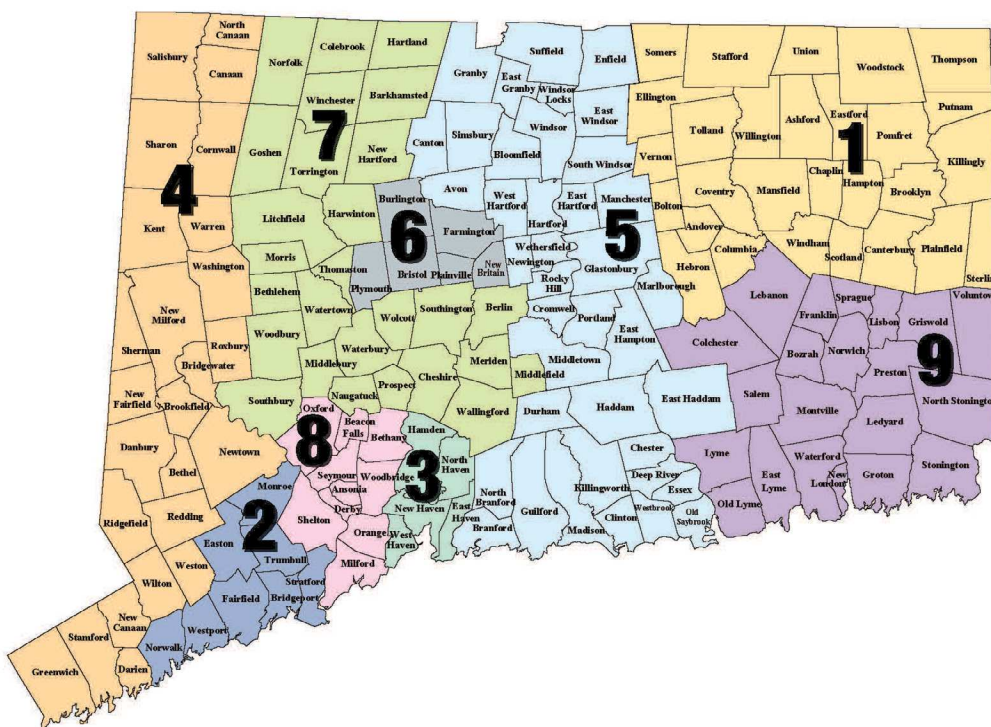 North
Canaan
Salisbury
Canaan
Sharon
Cornwall
4
Kent
Warren
Washington
New
Milford
Sherman
Roxbury
Bridgewater
New
Fairfield
Brookfield
Danbury
Bethel
Newtown
Ridgefield
Redding
Weston
Wilton
New
Canaan
Stamford
Greenwich
Darien
Colebrook
Hartland
Norfolk
Winchester
Barkhamsted
7
Goshen
New
Hartford
Torrington
Litchfield
Harwinton
Morris
Thomaston
Bethlehem
Watertown
Wolcott
Southington
Berlin
Woodbury
Waterbury
Middlebury
Meriden
Cheshire
Middlefield
Prospect
Naugatuck
Southbury
Wallingford
Burlington
6
Farmington
Bristol
Plainville
New
Britain
Plymouth
Suffield
Enfield
Granby
East
Granby
Windsor
Locks
East
Windsor
Simsbury
Windsor
Canton
Bloomfield
South Windsor
Avon
West
Hartford
Hartford
East
Hartford
Manchester
5
Wethersfield
Newington
Glastonbury
Rocky
Hill
Marlborough
Cromwell
Portland
East
Hampton
Middletown
Durham
Haddam
East Haddam
Chester
Deep River
Essex
Killingworth
North
Branford
Guilford
Branford
Madison
Clinton
Westbrook
Old
Saybrook
Somers
Stafford
Union
Woodstock
Thompson
Ellington
Tolland
Willington
Ashford
Eastford
Pomfret
Putnam
1
Killingly
Vernon
Chaplin
Hampton
Brooklyn
Mansfield
Coventry
Bolton
Andover
Columbia
Windham
Scotland
Canterbury
Plainfield
Hebron
Sterlin
Lebanon
Sprague
Franklin
Lisbon
Griswold
Voluntow
Colchester
Bozrah
Norwich
Preston
9
North Stonington
Salem
Montville
Ledyard
Lyme
East
Lyme
Waterford
New
London
Groton
Stonington
Old Lyme
Oxford
Beacon
Falls
Bethany
8
Seymour
Woodbridge
Ansonia
Derby
Shelton
Orange
Milford
Hamden
North
Haven
3
New Haven
East
Haven
West
Haven
Monroe
2
Easton
Trumbull
Stratford
Fairfield
Bridgeport
Westport
Norwalk